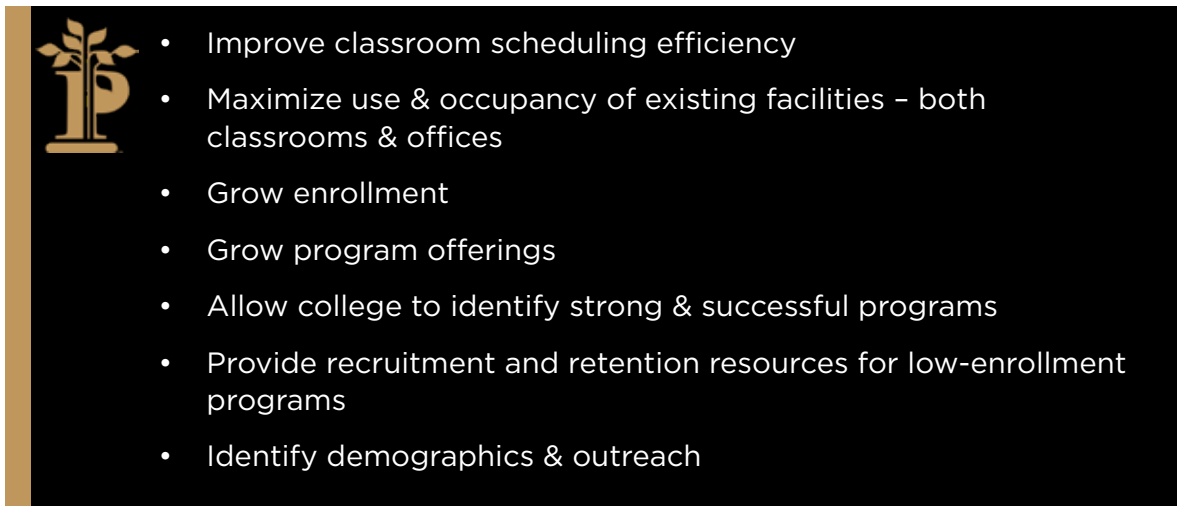 • Improve classroom scheduling efficiency
• Maximize use & occupancy of existing facilities – both
classrooms & offices
• Grow enrollment
• Grow program offerings
• Allow college to identify strong & successful programs
• Provide recruitment and retention resources for low-enrollment
programs
• Identify demographics & outreach
P